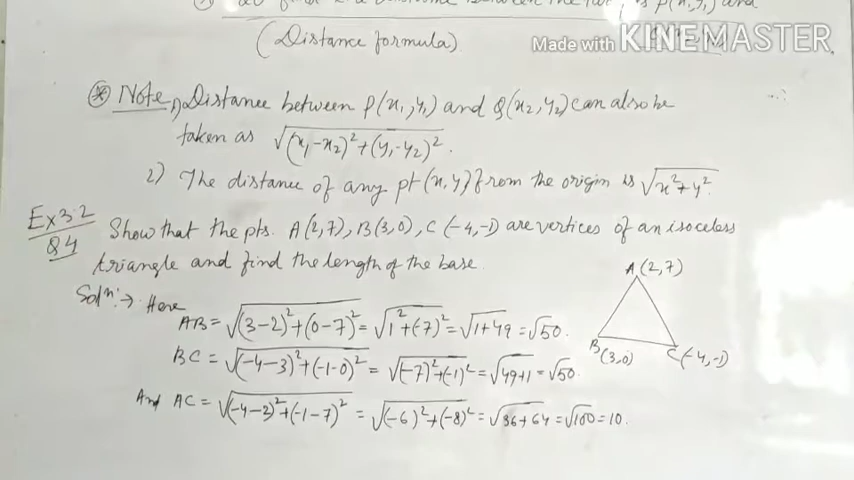 (Distance formula)
Made with KINEMASTER
⊛ Note 1) Distance between P(x₁,y₁) and Q(x₂,y₂) can also be
taken as √(x₁-x₂)²+(y₁-y₂)².
2) The distance of any pt (x,y) from the origin is √x²+y².
Ex 3.2
Q4
Show that the pts. A(2,7), B(3,0), C(-4,-1) are vertices of an isoceless
triangle and find the length of the base.
Solⁿ:→ Here
AB = √(3-2)²+(0-7)² = √1²+(-7)² = √1+49 = √50.
BC = √(-4-3)²+(-1-0)² = √(-7)²+(-1)² = √49+1 = √50.
And AC = √(-4-2)²+(-1-7)² = √(-6)²+(-8)² = √36+64 = √100 = 10.
A(2,7)
B(3,0)
C(-4,-1)